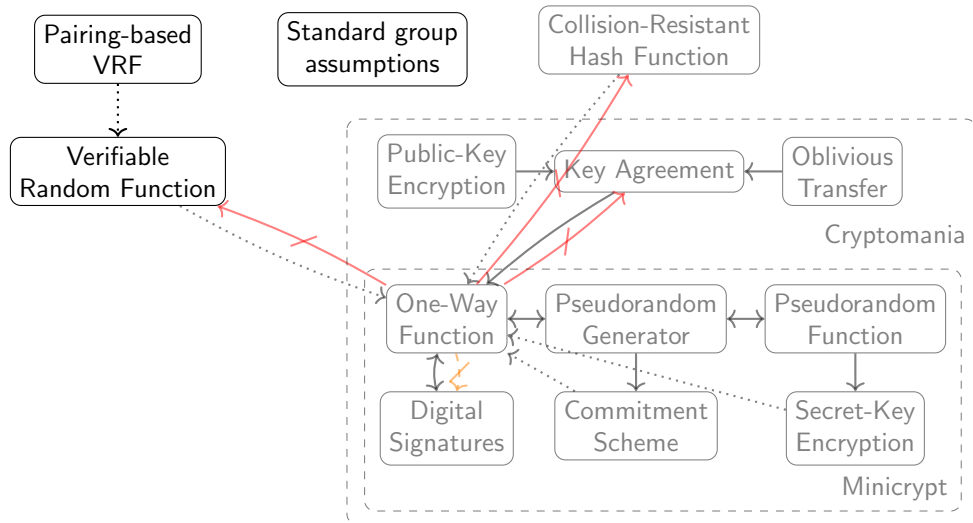 Pairing-based
VRF
Standard group
assumptions
Collision-Resistant
Hash Function
Verifiable
Random Function
Public-Key
Encryption
Key Agreement
Oblivious
Transfer
Cryptomania
One-Way
Function
Pseudorandom
Generator
Pseudorandom
Function
Digital
Signatures
Commitment
Scheme
Secret-Key
Encryption
Minicrypt